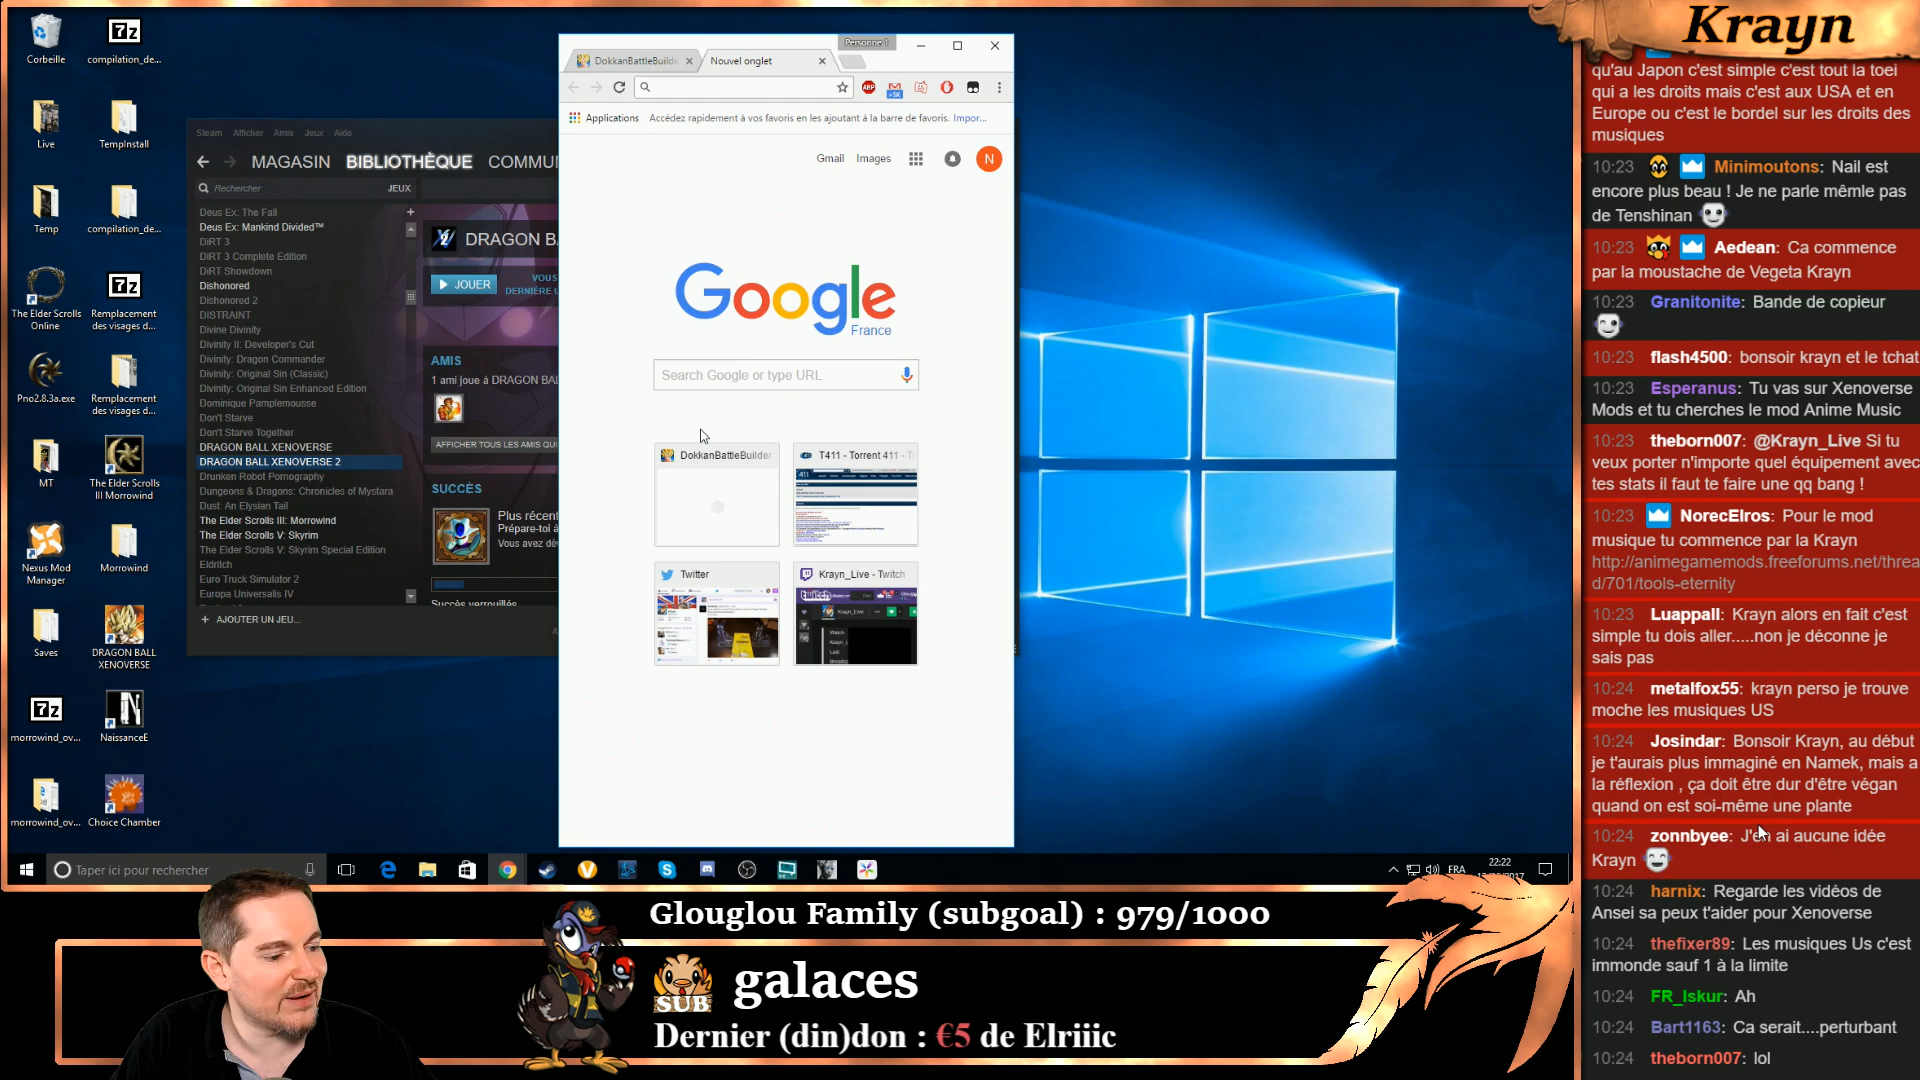 Corbeille
compilation_de...
Live
TempInstall
Temp
compilation_de...
The Elder Scrolls
Online
Remplacement
des visages d...
Pno2.8.3a.exe
Remplacement
des visages d...
MT
The Elder Scrolls
III Morrowind
Nexus Mod
Manager
Morrowind
Saves
DRAGON BALL
XENOVERSE
morrowind_ov...
NaissanceE
morrowind_ov...
Choice Chamber
Steam Afficher Amis Jeux Aide
MAGASIN BIBLIOTHÈQUE COMMU
Rechercher JEUX
Deus Ex: The Fall
Deus Ex: Mankind Divided™
DiRT 3
DiRT 3 Complete Edition
DiRT Showdown
Dishonored
Dishonored 2
DISTRAINT
Divine Divinity
Divinity II: Developer's Cut
Divinity: Dragon Commander
Divinity: Original Sin (Classic)
Divinity: Original Sin Enhanced Edition
Dominique Pamplemousse
Don't Starve
Don't Starve Together
DRAGON BALL XENOVERSE
DRAGON BALL XENOVERSE 2
Drunken Robot Pornography
Dungeons & Dragons: Chronicles of Mystara
Dust: An Elysian Tail
The Elder Scrolls III: Morrowind
The Elder Scrolls V: Skyrim
The Elder Scrolls V: Skyrim Special Edition
Eldritch
Euro Truck Simulator 2
Europa Universalis IV
+ AJOUTER UN JEU...
DRAGON BA
JOUER
VOUS
DERNIÈRE U
AMIS
1 ami joue à DRAGON BAL
AFFICHER TOUS LES AMIS QUI
SUCCÈS
Plus récent
Prépare-toi à
Vous avez dé
Succès verrouillés
Personne 1
DokkanBattleBuilde
Nouvel onglet
Applications Accédez rapidement à vos favoris en les ajoutant à la barre de favoris. Impor...
Gmail Images N
Google
France
Search Google or type URL
DokkanBattleBuilder
T411 - Torrent 411 - T
Twitter
Krayn_Live - Twitch
Taper ici pour rechercher
FRA
22:22
Glouglou Family (subgoal) : 979/1000
SUB
galaces
Dernier (din)don : €5 de Elriiic
Krayn
qu'au Japon c'est simple c'est tout la toei
qui a les droits mais c'est aux USA et en
Europe ou c'est le bordel sur les droits des
musiques
10:23 Minimoutons: Nail est
encore plus beau ! Je ne parle mêmle pas
de Tenshinan
10:23 Aedean: Ca commence
par la moustache de Vegeta Krayn
10:23 Granitonite: Bande de copieur
10:23 flash4500: bonsoir krayn et le tchat
10:23 Esperanus: Tu vas sur Xenoverse
Mods et tu cherches le mod Anime Music
10:23 theborn007: @Krayn_Live Si tu
veux porter n'importe quel équipement avec
tes stats il faut te faire une qq bang !
10:23 NorecElros: Pour le mod
musique tu commence par la Krayn
http://animegamemods.freeforums.net/threa
d/701/tools-eternity
10:23 Luappall: Krayn alors en fait c'est
simple tu dois aller.....non je déconne je
sais pas
10:24 metalfox55: krayn perso je trouve
moche les musiques US
10:24 Josindar: Bonsoir Krayn, au début
je t'aurais plus immaginé en Namek, mais a
la réflexion , ça doit être dur d'être végan
quand on est soi-même une plante
10:24 zonnbyee: J'en ai aucune idée
Krayn
10:24 harnix: Regarde les vidéos de
Ansei sa peux t'aider pour Xenoverse
10:24 thefixer89: Les musiques Us c'est
immonde sauf 1 à la limite
10:24 FR_Iskur: Ah
10:24 Bart1163: Ca serait....perturbant
10:24 theborn007: lol